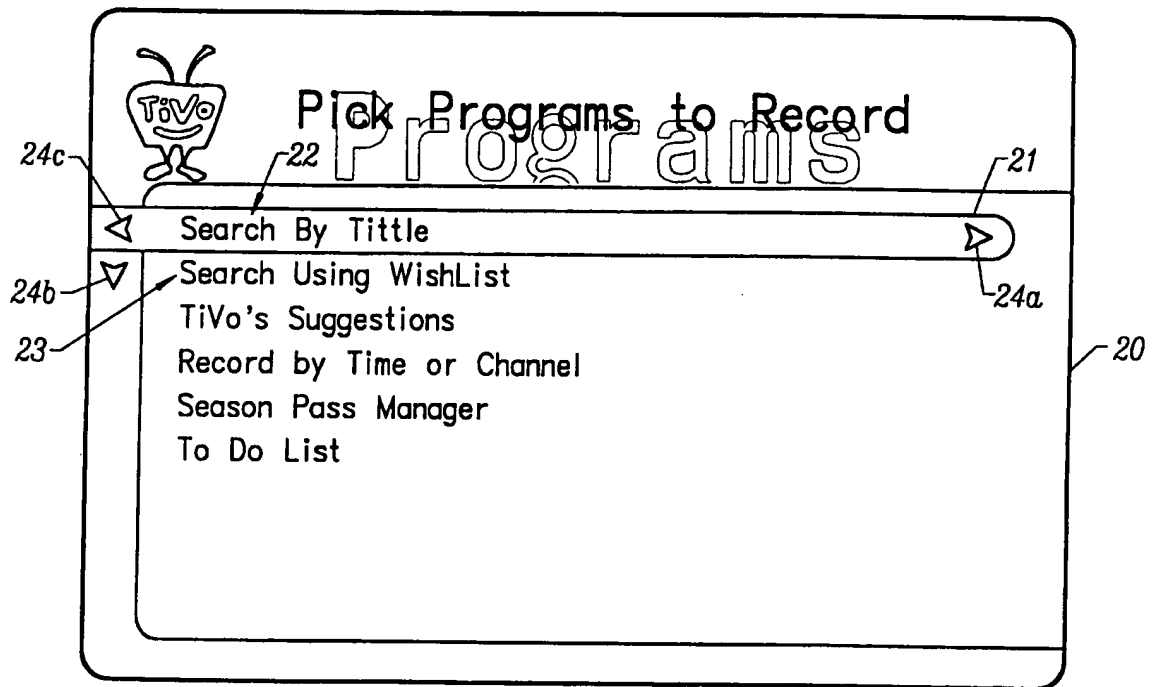 TiVo
Pick Programs to Record
Programs
24c
22
21
Search By Tittle
24b
Search Using WishList
24a
TiVo's Suggestions
23
20
Record by Time or Channel
Season Pass Manager
To Do List